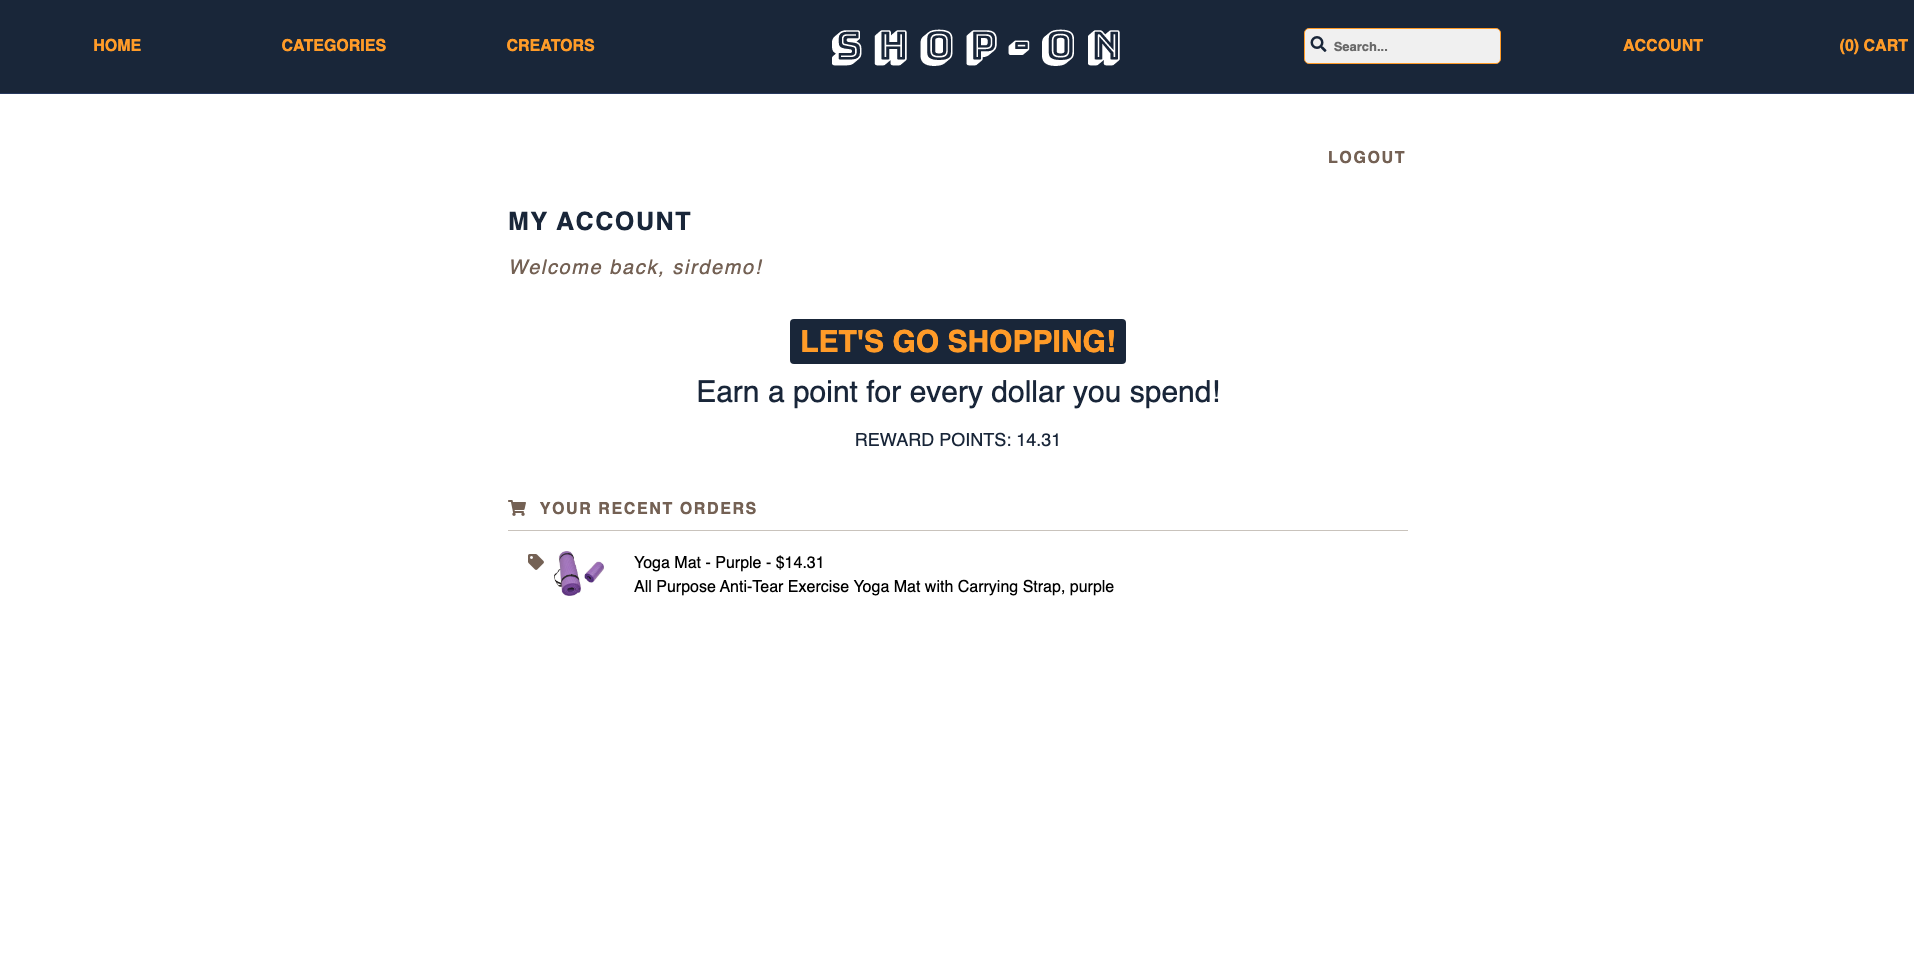 HOME
CATEGORIES
CREATORS
SHOP-ON
Search...
ACCOUNT
(0) CART
LOGOUT
MY ACCOUNT
Welcome back, sirdemo!
LET'S GO SHOPPING!
Earn a point for every dollar you spend!
REWARD POINTS: 14.31
YOUR RECENT ORDERS
Yoga Mat - Purple - $14.31
All Purpose Anti-Tear Exercise Yoga Mat with Carrying Strap, purple